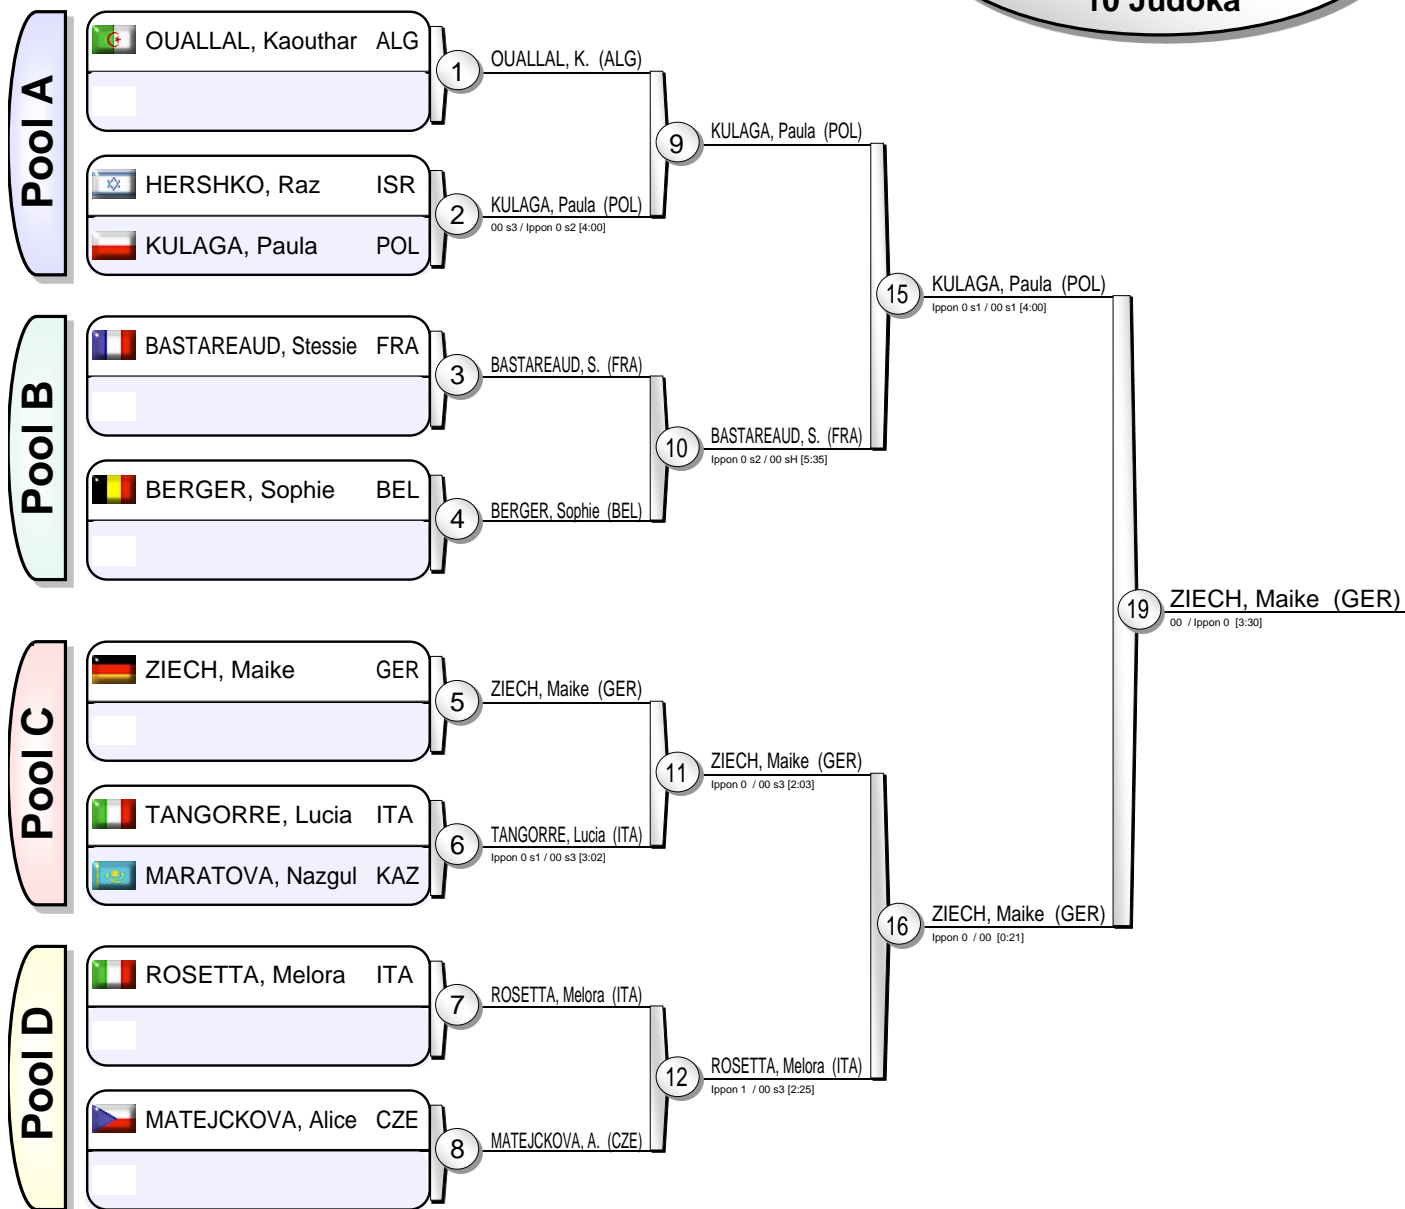 10 Judoka
Pool A
OUALLAL, Kaouthar ALG
1
OUALLAL, K. (ALG)
HERSHKO, Raz ISR
KULAGA, Paula POL
2
KULAGA, Paula (POL)
00 s3 / Ippon 0 s2 [4:00]
9
KULAGA, Paula (POL)
Pool B
BASTAREAUD, Stessie FRA
3
BASTAREAUD, S. (FRA)
BERGER, Sophie BEL
4
BERGER, Sophie (BEL)
10
BASTAREAUD, S. (FRA)
Ippon 0 s2 / 00 sH [5:35]
15
KULAGA, Paula (POL)
Ippon 0 s1 / 00 s1 [4:00]
Pool C
ZIECH, Maike GER
5
ZIECH, Maike (GER)
TANGORRE, Lucia ITA
MARATOVA, Nazgul KAZ
6
TANGORRE, Lucia (ITA)
Ippon 0 s1 / 00 s3 [3:02]
11
ZIECH, Maike (GER)
Ippon 0 / 00 s3 [2:03]
Pool D
ROSETTA, Melora ITA
7
ROSETTA, Melora (ITA)
MATEJCKOVA, Alice CZE
8
MATEJCKOVA, A. (CZE)
12
ROSETTA, Melora (ITA)
Ippon 1 / 00 s3 [2:25]
16
ZIECH, Maike (GER)
Ippon 0 / 00 [0:21]
19
ZIECH, Maike (GER)
00 / Ippon 0 [3:30]